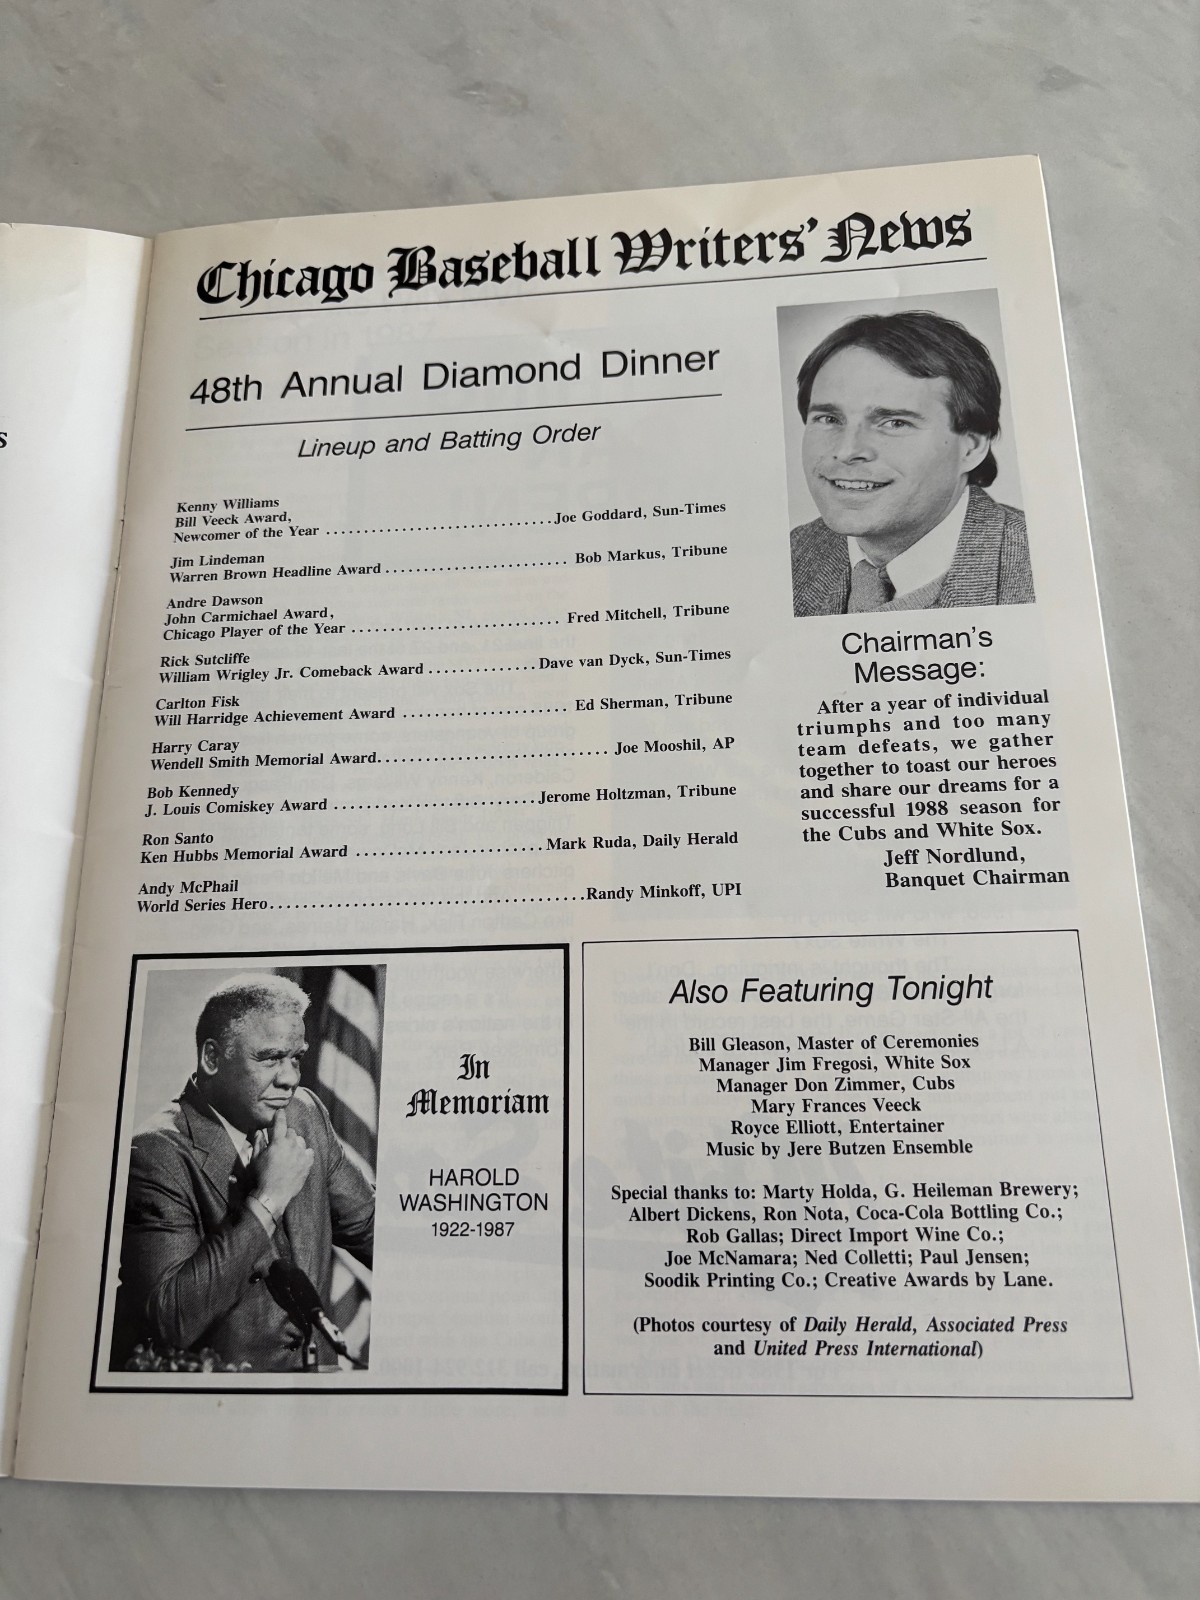 s
Chicago Baseball Writers' News
48th Annual Diamond Dinner
Lineup and Batting Order
Kenny Williams
Bill Veeck Award,
Newcomer of the Year ..............................Joe Goddard, Sun-Times
Jim Lindeman
Warren Brown Headline Award ........................ Bob Markus, Tribune
Andre Dawson
John Carmichael Award,
Chicago Player of the Year ............................ Fred Mitchell, Tribune
Rick Sutcliffe
William Wrigley Jr. Comeback Award ..............Dave van Dyck, Sun-Times
Carlton Fisk
Will Harridge Achievement Award ...................... Ed Sherman, Tribune
Harry Caray
Wendell Smith Memorial Award............................... Joe Mooshil, AP
Bob Kennedy
J. Louis Comiskey Award ...........................Jerome Holtzman, Tribune
Ron Santo
Ken Hubbs Memorial Award .........................Mark Ruda, Daily Herald
Andy McPhail
World Series Hero..........................................Randy Minkoff, UPI
Chairman's
Message:
After a year of individual
triumphs and too many
team defeats, we gather
together to toast our heroes
and share our dreams for a
successful 1988 season for
the Cubs and White Sox.
Jeff Nordlund,
Banquet Chairman
In
Memoriam
HAROLD
WASHINGTON
1922-1987
Also Featuring Tonight
Bill Gleason, Master of Ceremonies
Manager Jim Fregosi, White Sox
Manager Don Zimmer, Cubs
Mary Frances Veeck
Royce Elliott, Entertainer
Music by Jere Butzen Ensemble
Special thanks to: Marty Holda, G. Heileman Brewery;
Albert Dickens, Ron Nota, Coca-Cola Bottling Co.;
Rob Gallas; Direct Import Wine Co.;
Joe McNamara; Ned Colletti; Paul Jensen;
Soodik Printing Co.; Creative Awards by Lane.
(Photos courtesy of Daily Herald, Associated Press
and United Press International)